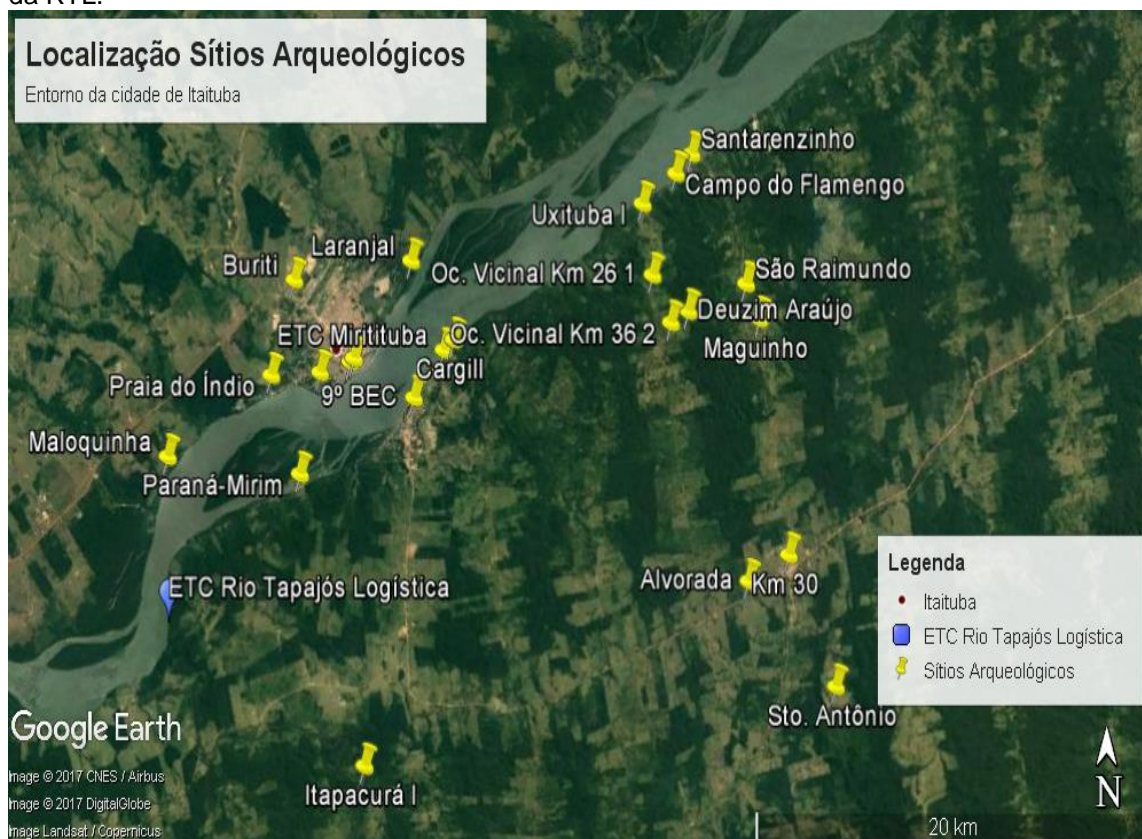 da RTL.
Localização Sítios Arqueológicos
Entorno da cidade de Itaituba
Santarenzinho
Campo do Flamengo
Uxituba I
Laranjal
Buriti
Oc. Vicinal Km 26 1
São Raimundo
Deuzim Araújo
ETC Miritituba
Oc. Vicinal Km 36 2
Maguinho
Cargill
Praia do Índio
9º BEC
Maloquinha
Paraná-Mirim
ETC Rio Tapajós Logística
Alvorada
Km 30
Legenda
Itaituba
ETC Rio Tapajós Logística
Sítios Arqueológicos
Sto. Antônio
Google Earth
Itapacurá I
N
Image © 2017 CNES / Airbus
Image © 2017 DigitalGlobe
Image Landsat / Copernicus
20 km